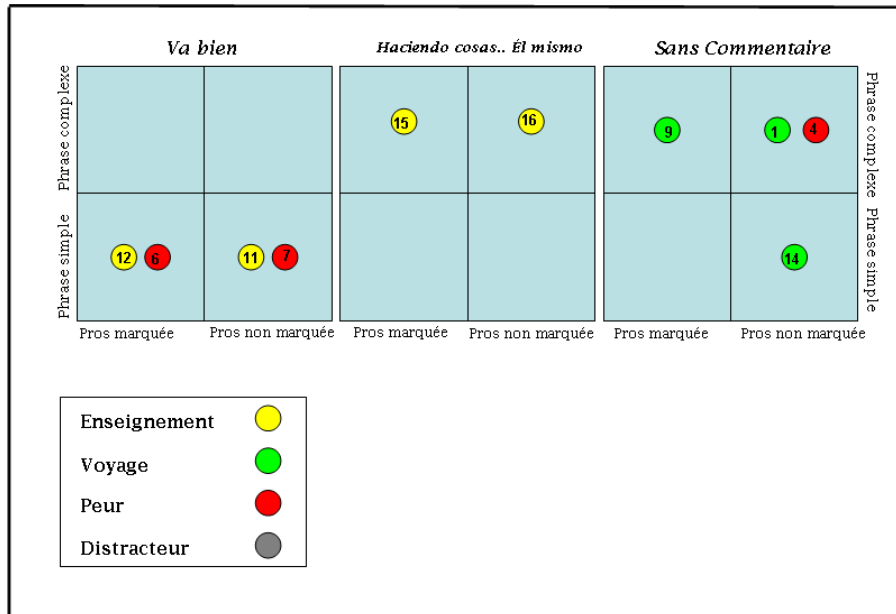 Va bien
Haciendo cosas.. Él mismo
Sans Commentaire
Phrase complexe
15
16
9
1
4
Phrase complexe
Phrase simple
12
6
11
7
14
Phrase simple
Pros marquée
Pros non marquée
Pros marquée
Pros non marquée
Pros marquée
Pros non marquée
Enseignement
Voyage
Peur
Distracteur